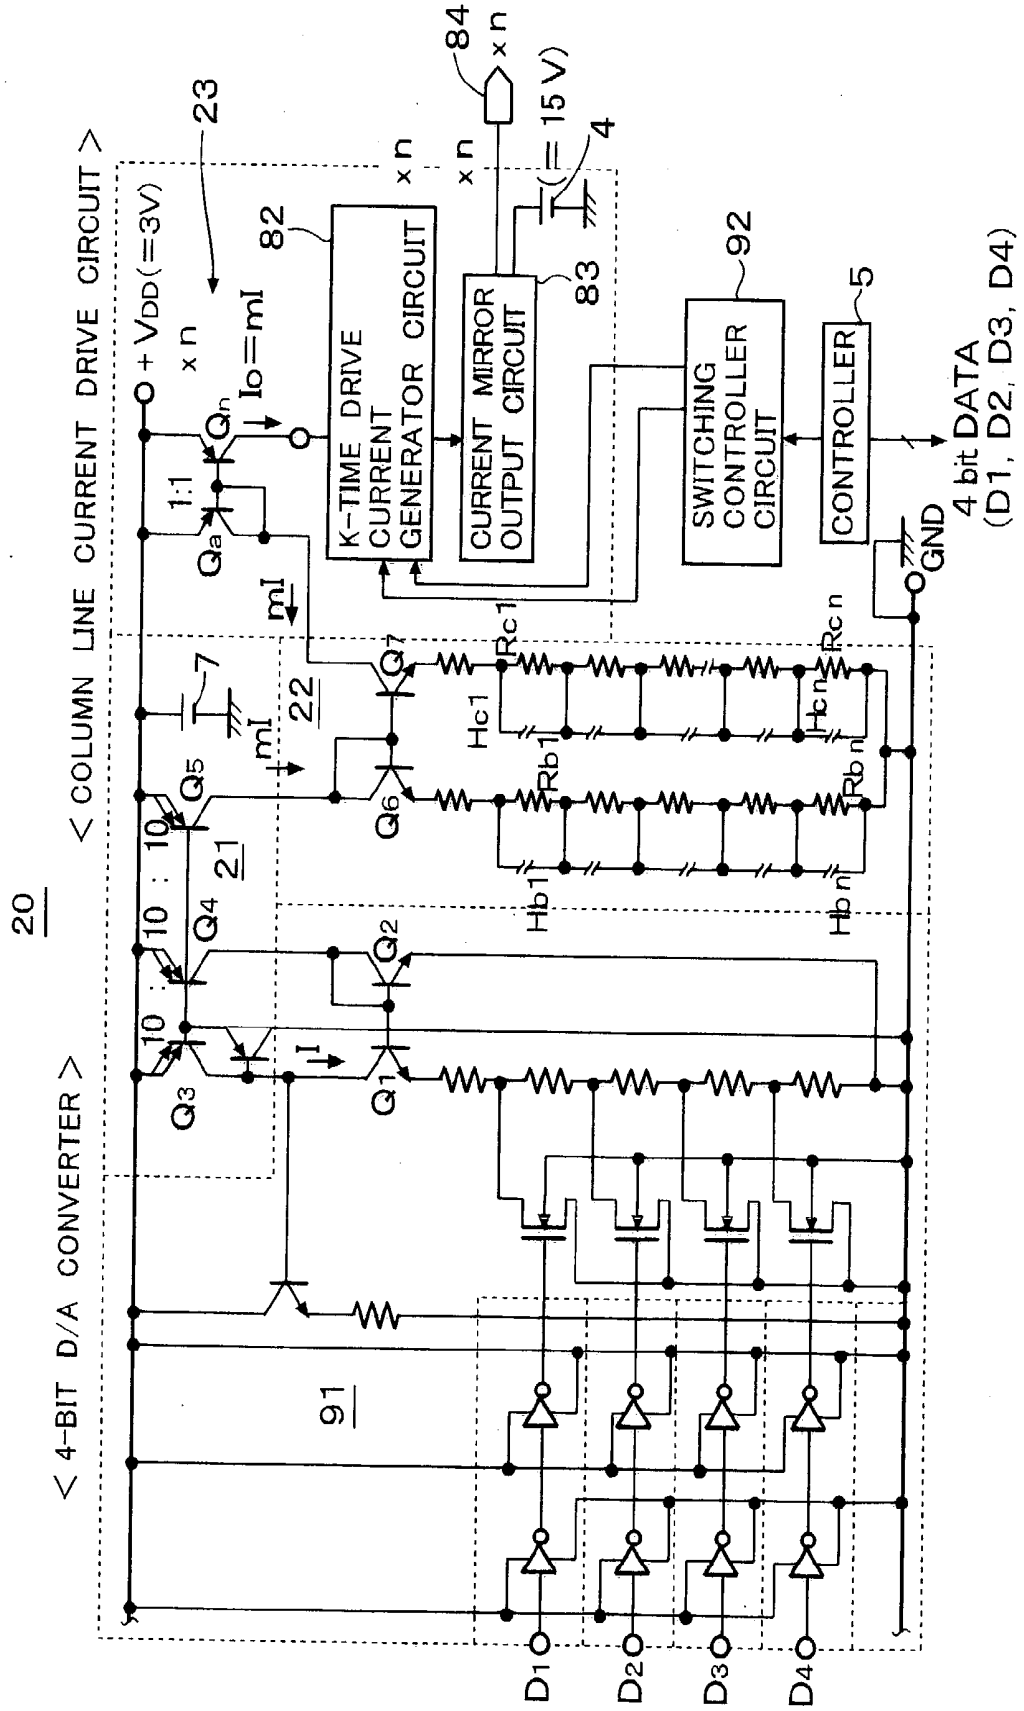 20
< 4-BIT D/A CONVERTER >
< COLUMN LINE CURRENT DRIVE CIRCUIT >
+ VDD (= 3V)
x n
23
Q3
10
:
10
:
10
Q4
Q5
21
7
Qa
1:1
Qn
Io=mI
I
mI
mI
22
Q1
Q2
Q6
Q7
91
82
K-TIME DRIVE
CURRENT
GENERATOR CIRCUIT
x n
CURRENT MIRROR
OUTPUT CIRCUIT
x n
83
84
x n
(= 15 V)
4
Hb1
Rb1
Hc1
Rc1
Hbn
Rbn
Hcn
Rcn
SWITCHING
CONTROLLER
CIRCUIT
92
CONTROLLER
5
GND
4 bit DATA
(D1, D2, D3, D4)
D1
D2
D3
D4